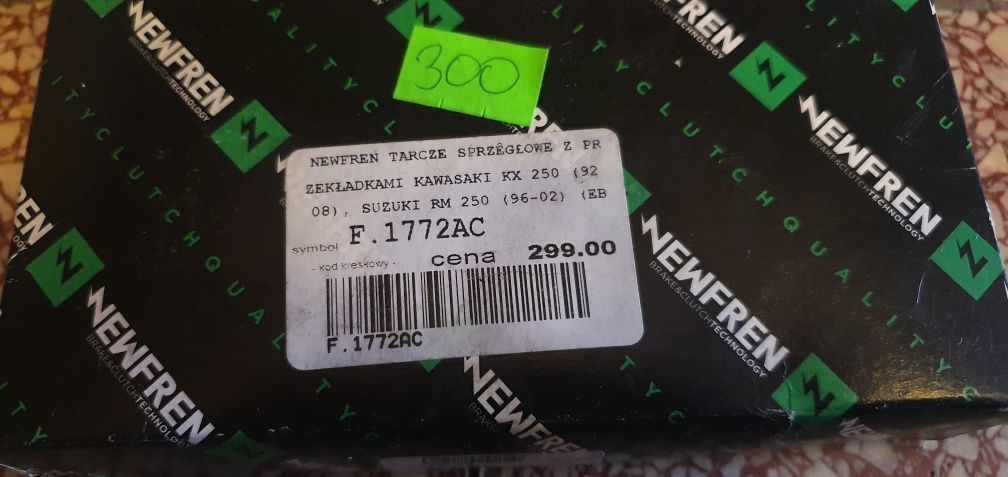 NEWFREN
BRAKE&CLUTCHTECHNOLOGY
300
NEWFREN TARCZE SPRZĘGŁOWE Z PR
ZEKŁADKAMI KAWASAKI KX 250 (92
08), SUZUKI RM 250 (96-02) (EB
symbol F.1772AC
- kod kreskowy - cena 299.00
F.1772AC
NEWFREN
BRAKE&CLUTCHTECHNOLOGY
NEWFREN
BRAKE&CLUTCHTECHNOLOGY
NEWFREN
BRAKE&CLUTCHTECHNOLOGY
NEWFREN
QUALITYCLUTCHQUALITY